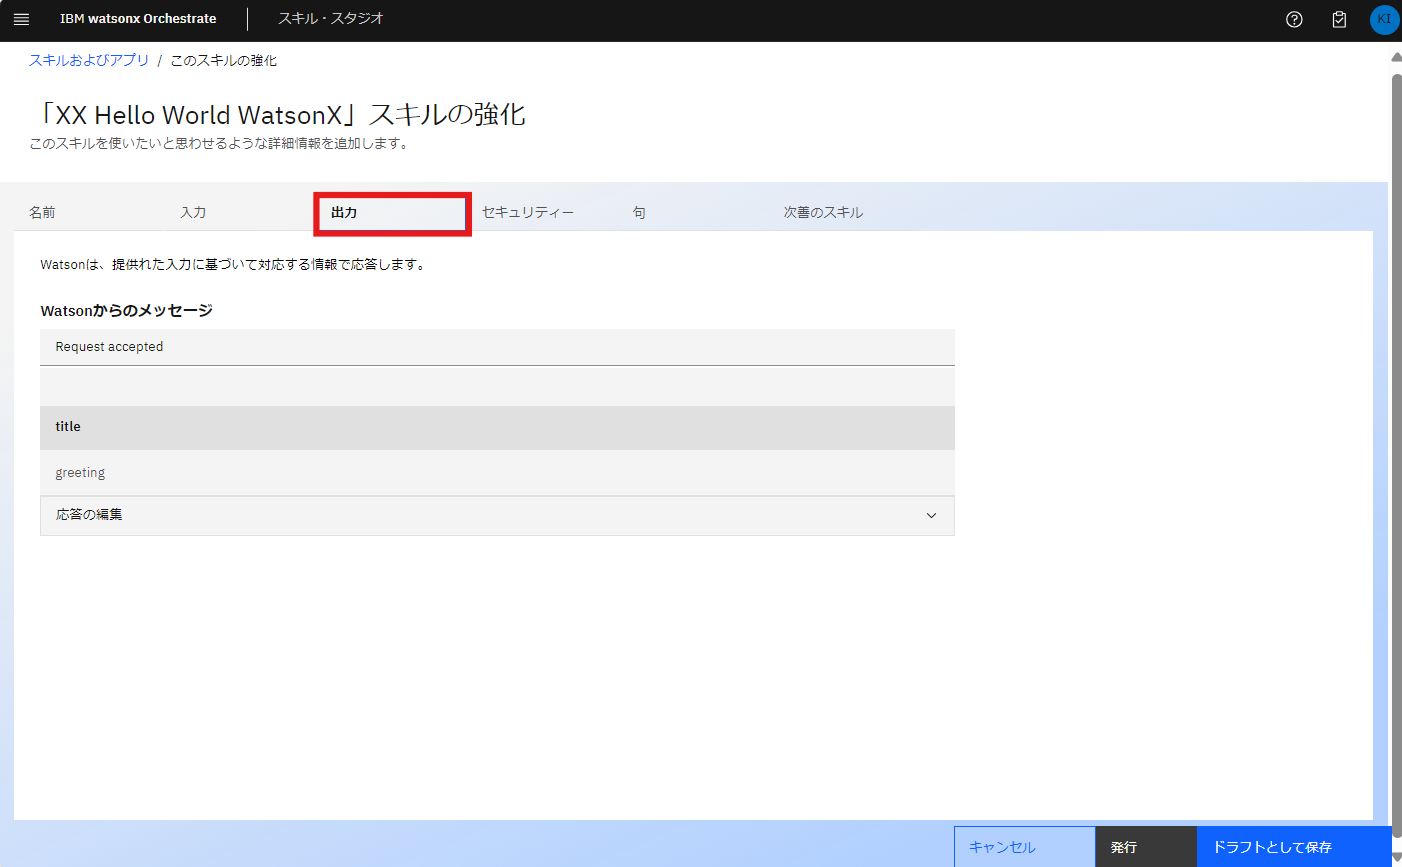 IBM watsonx Orchestrate スキル・スタジオ KI
スキルおよびアプリ / このスキルの強化
「XX Hello World WatsonX」スキルの強化
このスキルを使いたいと思わせるような詳細情報を追加します。
名前 入力 出力 セキュリティー 句 次善のスキル
Watsonは、提供れた入力に基づいて対応する情報で応答します。
Watsonからのメッセージ
Request accepted
title
greeting
応答の編集
キャンセル 発行 ドラフトとして保存